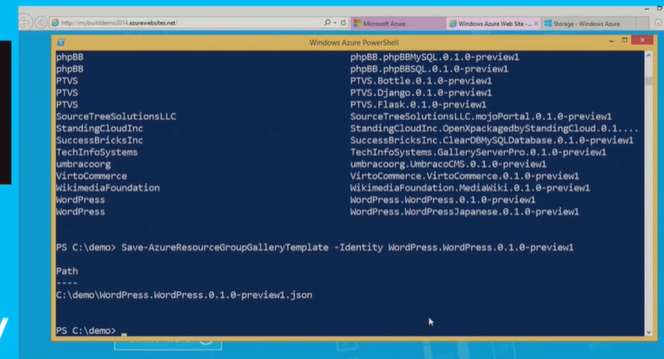 http://mybuilddemo2014.azurewebsites.net/
Microsoft Azure
Windows Azure Web Site -...
Storage - Windows Azure
Windows Azure PowerShell
phpBB phpBB.phpBBMySQL.0.1.0-preview1
phpBB phpBB.phpBBSQL.0.1.0-preview1
PTVS PTVS.Bottle.0.1.0-preview1
PTVS PTVS.Django.0.1.0-preview1
PTVS PTVS.Flask.0.1.0-preview1
SourceTreeSolutionsLLC SourceTreeSolutionsLLC.mojoPortal.0.1.0-preview1
StandingCloudInc StandingCloudInc.OpenXpackagedbyStandingCloud.0.1....
SuccessBricksInc SuccessBricksInc.ClearDBMySQLDatabase.0.1.0-preview1
TechInfoSystems TechInfoSystems.GalleryServerPro.0.1.0-preview1
umbracoorg umbracoorg.UmbracoCMS.0.1.0-preview1
VirtoCommerce VirtoCommerce.VirtoCommerce.0.1.0-preview1
WikimediaFoundation WikimediaFoundation.MediaWiki.0.1.0-preview1
WordPress WordPress.WordPress.0.1.0-preview1
WordPress WordPress.WordPressJapanese.0.1.0-preview1
PS C:\demo> Save-AzureResourceGroupGalleryTemplate -Identity WordPress.WordPress.0.1.0-preview1
Path
----
C:\demo\WordPress.WordPress.0.1.0-preview1.json
PS C:\demo>